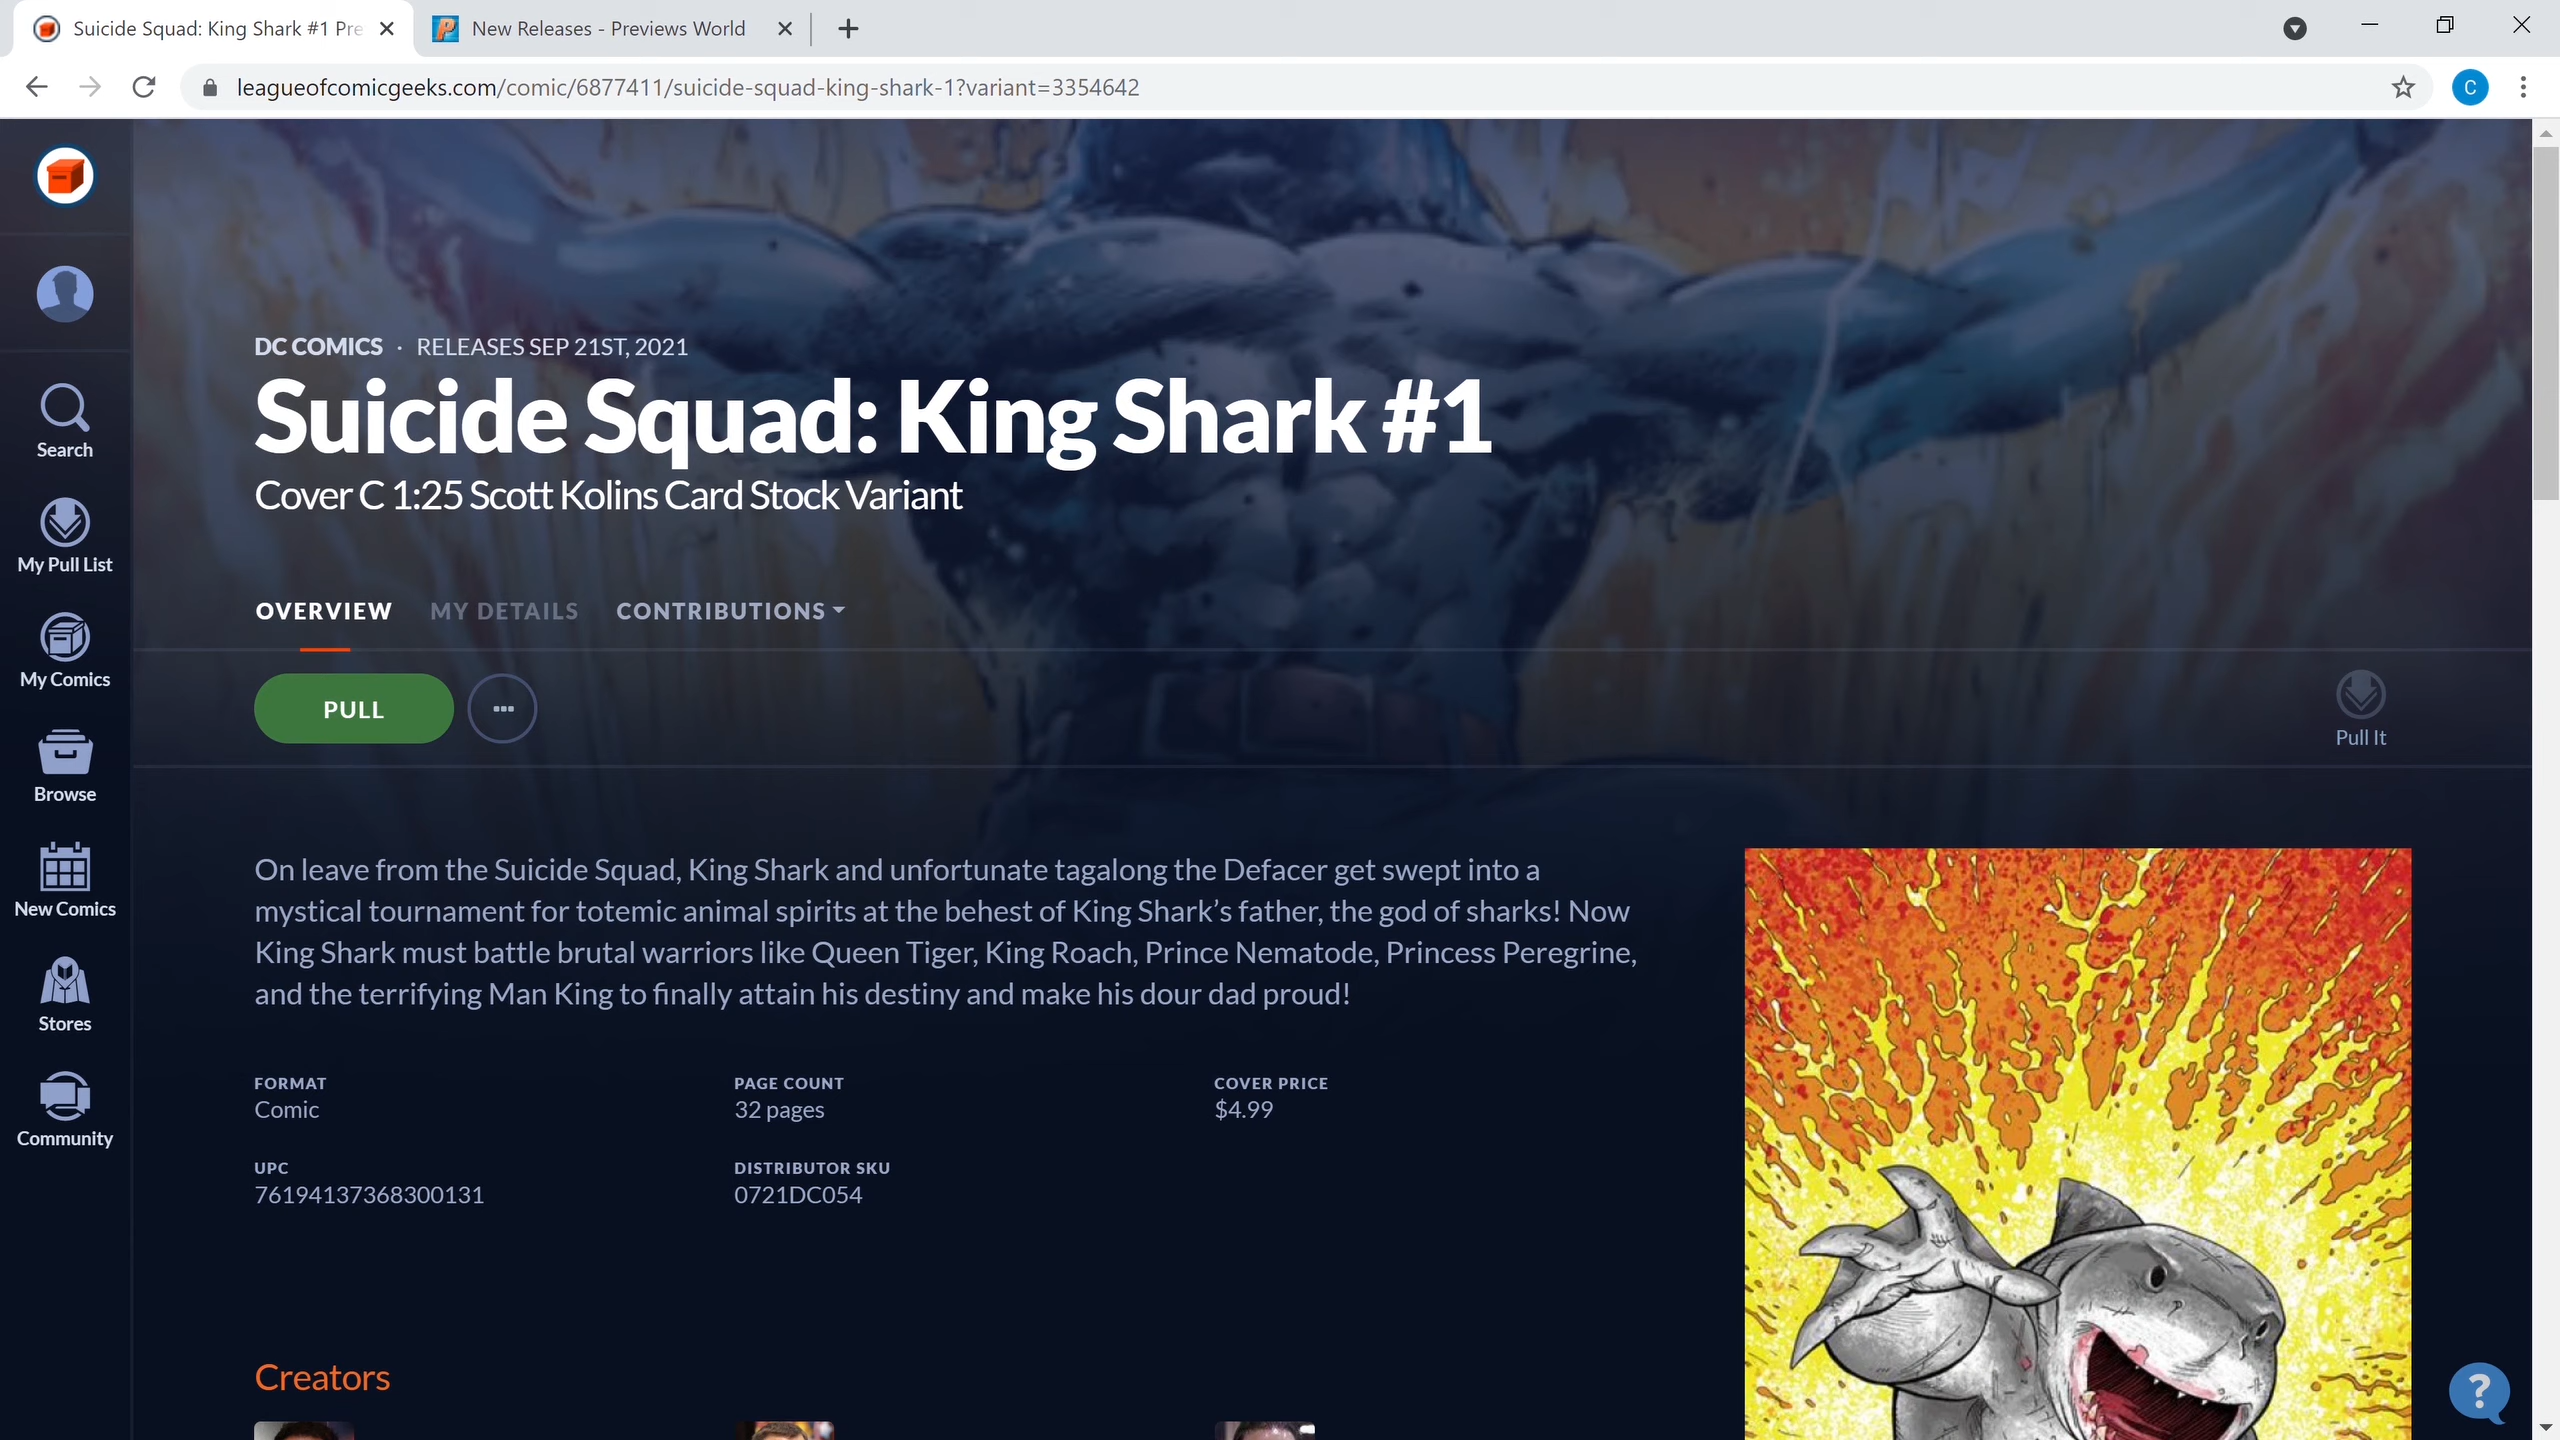 Suicide Squad: King Shark #1 Pre
New Releases - Previews World
C
leagueofcomicgeeks.com/comic/6877411/suicide-squad-king-shark-1?variant=3354642
Search
My Pull List
My Comics
Browse
New Comics
Stores
Community
DC COMICS · RELEASES SEP 21ST, 2021
Suicide Squad: King Shark #1
Cover C 1:25 Scott Kolins Card Stock Variant
OVERVIEW MY DETAILS CONTRIBUTIONS
PULL
Pull It
On leave from the Suicide Squad, King Shark and unfortunate tagalong the Defacer get swept into a
mystical tournament for totemic animal spirits at the behest of King Shark’s father, the god of sharks! Now
King Shark must battle brutal warriors like Queen Tiger, King Roach, Prince Nematode, Princess Peregrine,
and the terrifying Man King to finally attain his destiny and make his dour dad proud!
FORMAT PAGE COUNT COVER PRICE
Comic 32 pages $4.99
UPC DISTRIBUTOR SKU
76194137368300131 0721DC054
Creators
?